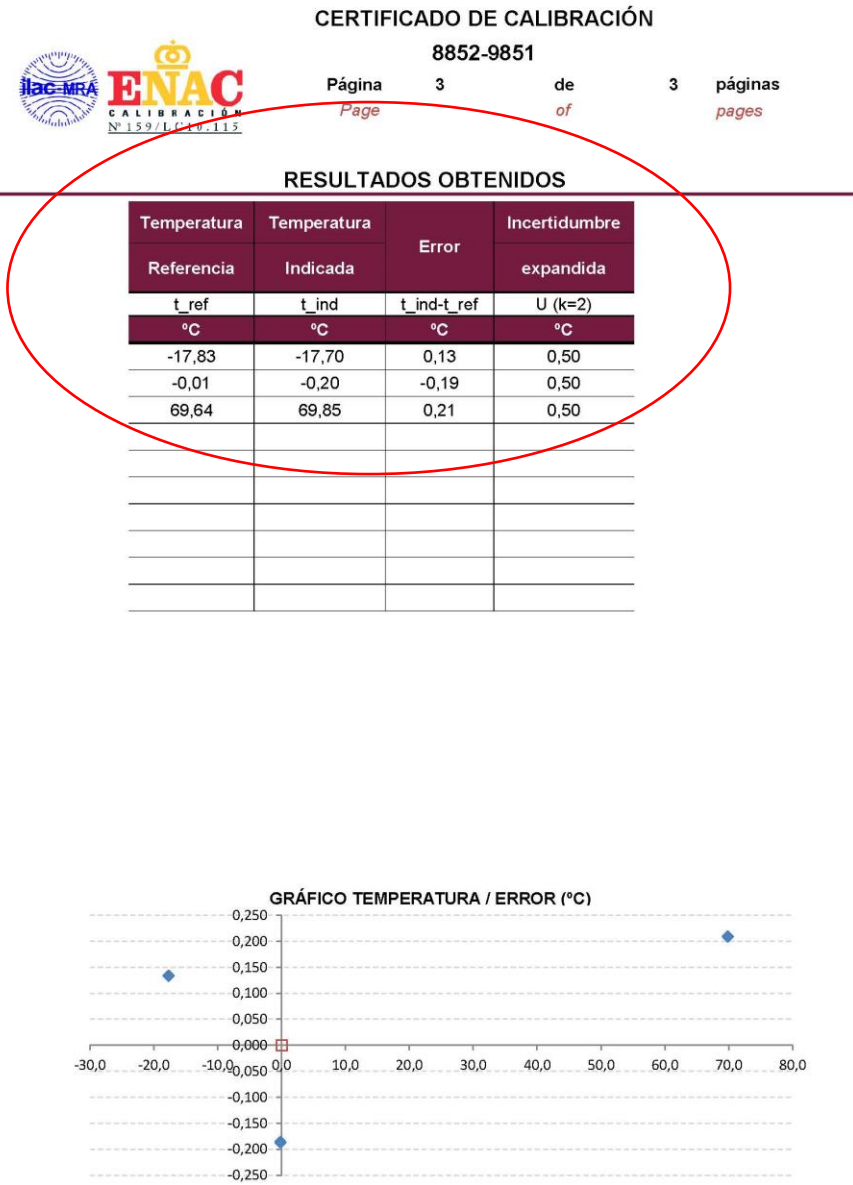 CERTIFICADO DE CALIBRACIÓN
8852-9851
ilac-MRA
ENAC
CALIBRACIÓN
Nº 159/LC10.115
Página 3 de 3 páginas
Page of pages
RESULTADOS OBTENIDOS
Temperatura Temperatura Incertidumbre
Error
Referencia Indicada expandida
t_ref t_ind t_ind-t_ref U (k=2)
ºC ºC ºC ºC
-17,83 -17,70 0,13 0,50
-0,01 -0,20 -0,19 0,50
69,64 69,85 0,21 0,50
GRÁFICO TEMPERATURA / ERROR (ºC)
0,250
0,200
0,150
0,100
0,050
0,000
-30,0 -20,0 -10,0 0,0 10,0 20,0 30,0 40,0 50,0 60,0 70,0 80,0
-0,050
-0,100
-0,150
-0,200
-0,250